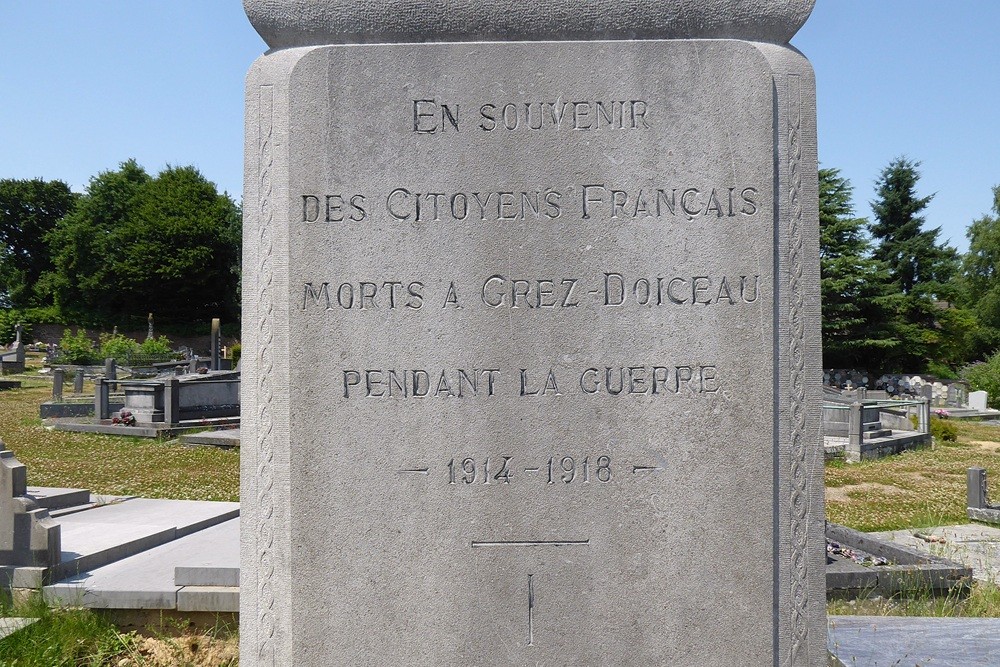 En souvenir
des Citoyens Français
morts a Grez-Doiceau
pendant la guerre
- 1914-1918 -